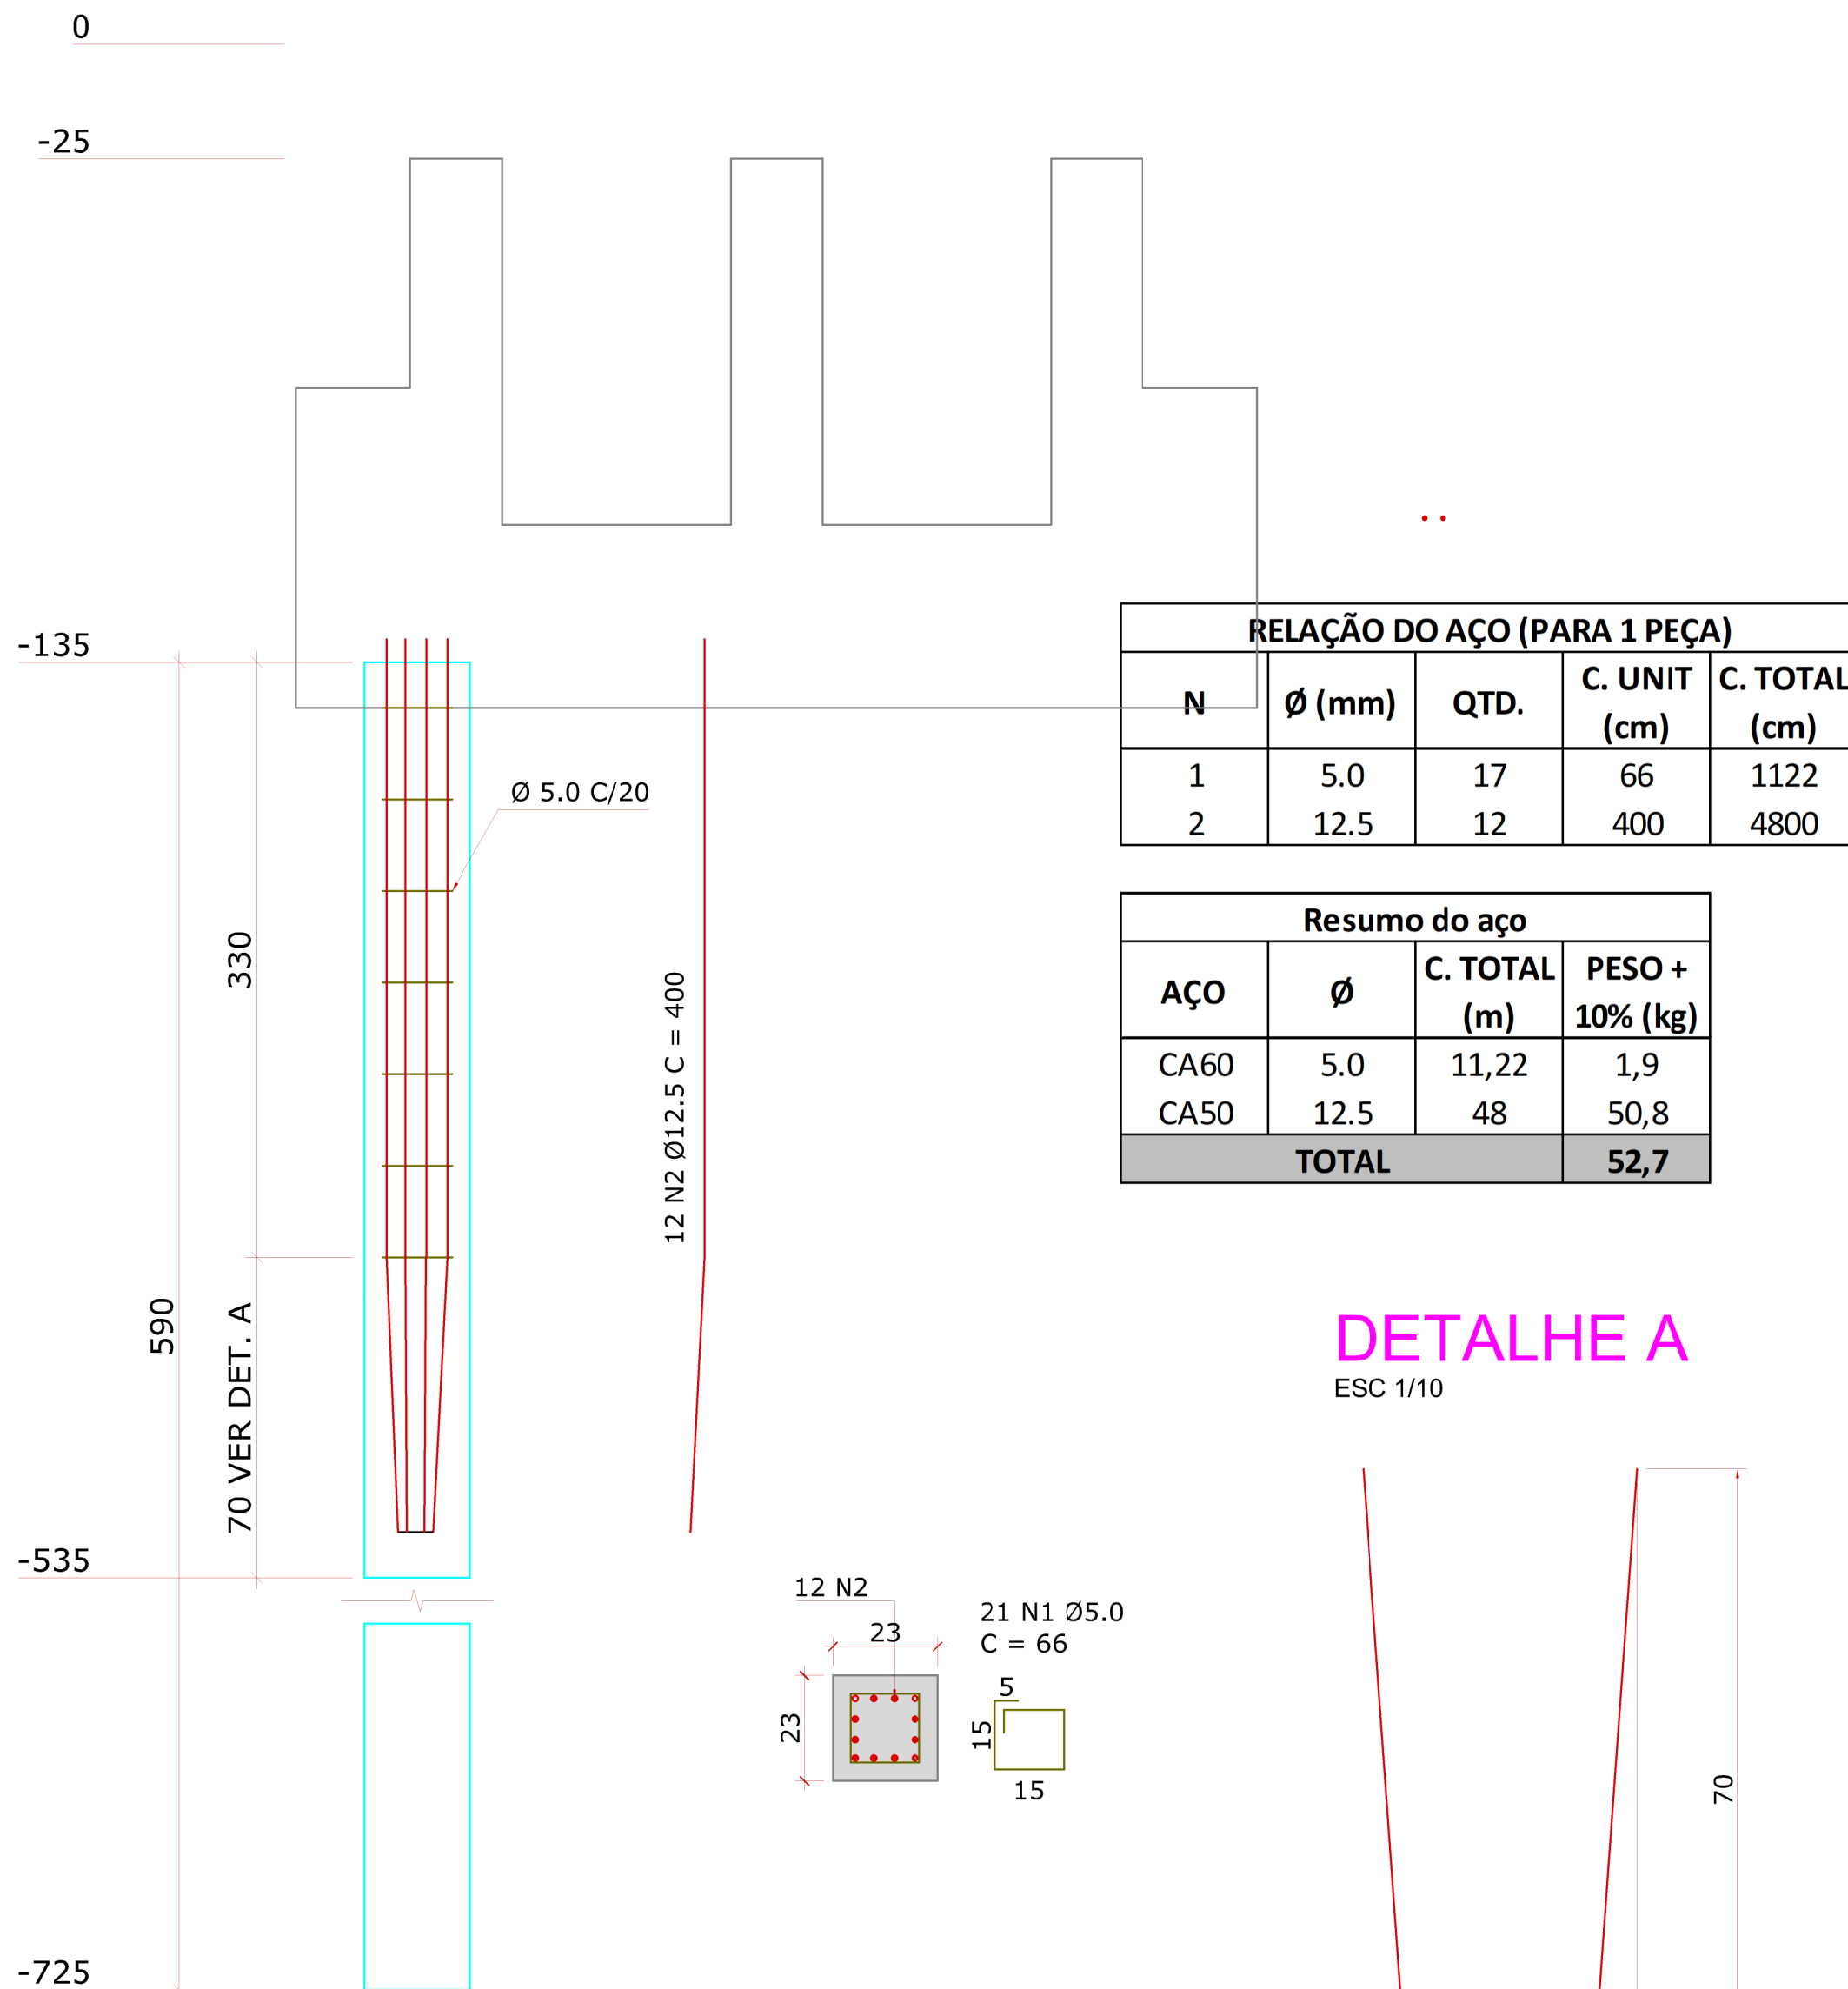 0
-25
-135
-535
-725
590
330
70 VER DET. A
Ø 5.0 C/20
12 N2 Ø12.5 C = 400
RELAÇÃO DO AÇO (PARA 1 PEÇA)
N Ø (mm) QTD. C. UNIT (cm) C. TOTAL (cm)
1 5.0 17 66 1122
2 12.5 12 400 4800
Resumo do aço
AÇO Ø C. TOTAL (m) PESO + 10% (kg)
CA60 5.0 11,22 1,9
CA50 12.5 48 50,8
TOTAL 52,7
12 N2
23
23
21 N1 Ø5.0
C = 66
5
15
15
DETALHE A
ESC 1/10
70